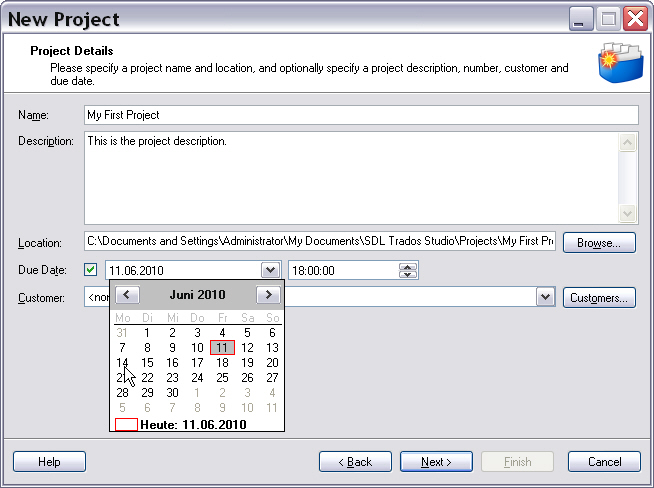 New Project
Project Details
Please specify a project name and location, and optionally specify a project description, number, customer and
due date.
Name: My First Project
Description: This is the project description.
Location: C:\Documents and Settings\Administrator\My Documents\SDL Trados Studio\Projects\My First Pr Browse...
Due Date: 11.06.2010 18:00:00
Customer: <nor Customers...
Juni 2010
Mo Di Mi Do Fr Sa So
31 1 2 3 4 5 6
7 8 9 10 11 12 13
14 15 16 17 18 19 20
22 23 24 25 26 27
28 29 30 1 2 3 4
5 6 7 8 9 10 11
Heute: 11.06.2010
Help < Back Next > Finish Cancel